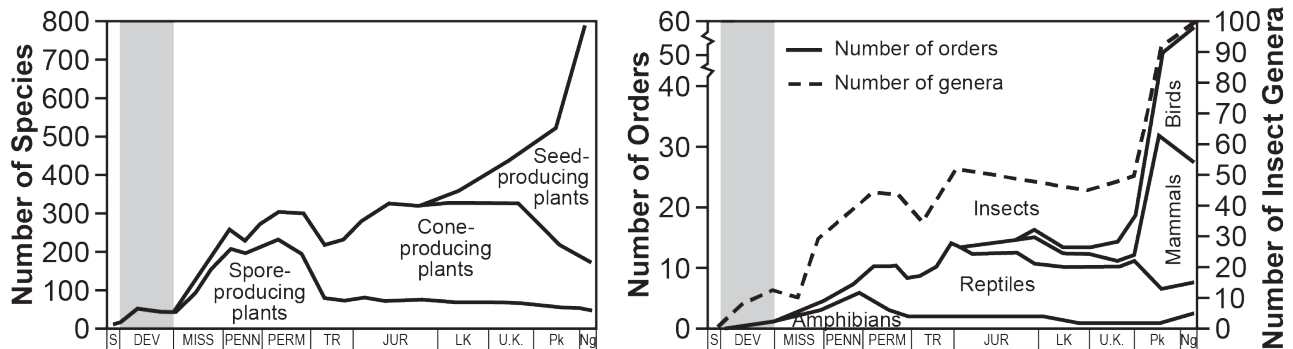 Number of Species
800
700
600
500
400
300
200
100
0
Seed-
producing
plants
Cone-
producing
plants
Spore-
producing
plants
S DEV MISS PENN PERM TR JUR LK U.K. Pk Ng
Number of Orders
60
50
40
30
20
10
0
Number of orders
Number of genera
Insects
Reptiles
Amphibians
Birds
Mammals
S DEV MISS PENN PERM TR JUR LK U.K. Pk Ng
100
90
80
70
60
50
40
30
20
10
0
Number of Insect Genera